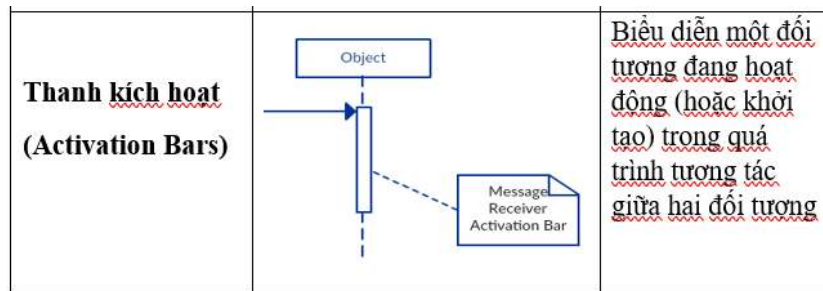 Thanh kích hoạt
(Activation Bars)
Object
Message
Receiver
Activation Bar
Biểu diễn một đối
tượng đang hoạt
động (hoặc khởi
tạo) trong quá
trình tương tác
giữa hai đối tượng